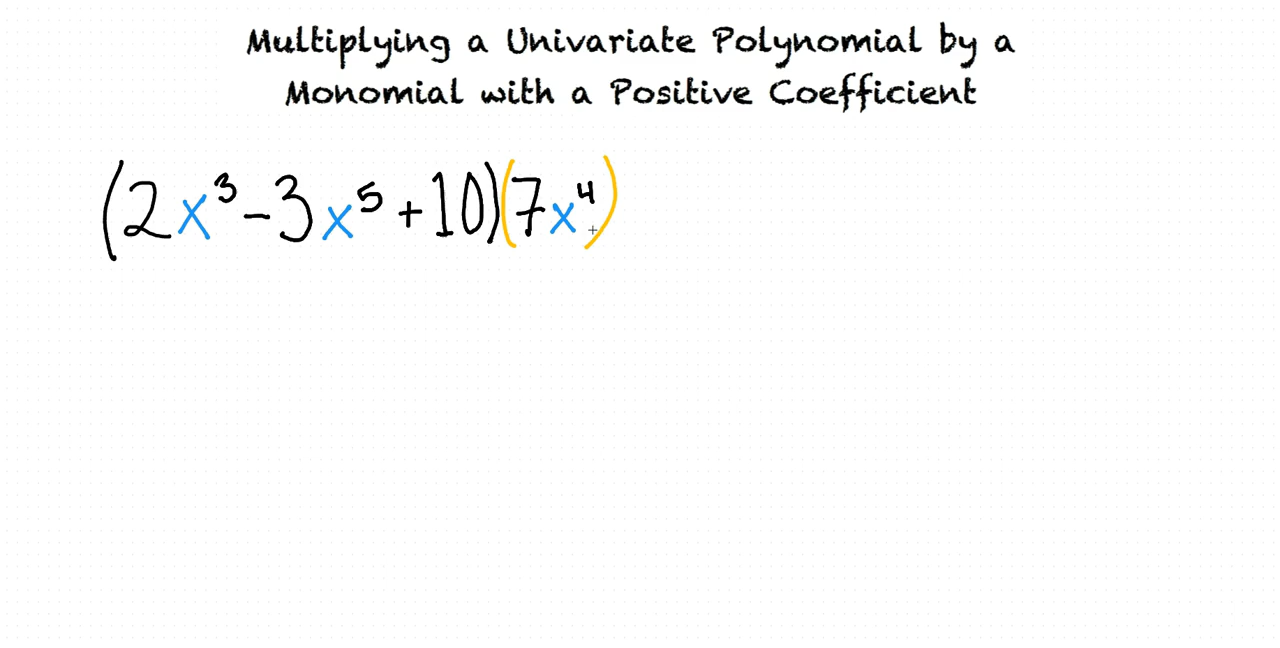 Multiplying a Univariate Polynomial by a
Monomial with a Positive Coefficient
(2x³-3x⁵+10)(7x⁴)